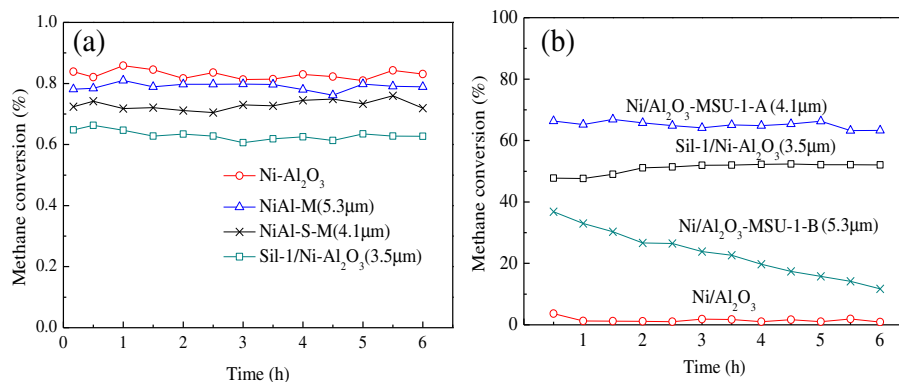 (a)
Methane conversion (%)
1.0
0.8
0.6
0.4
0.2
0.0
Ni-Al₂O₃
NiAl-M(5.3μm)
NiAl-S-M(4.1μm)
Sil-1/Ni-Al₂O₃(3.5μm)
0 1 2 3 4 5 6
Time (h)
(b)
Methane conversion (%)
100
80
60
40
20
0
Ni/Al₂O₃-MSU-1-A (4.1μm)
Sil-1/Ni-Al₂O₃(3.5μm)
Ni/Al₂O₃-MSU-1-B (5.3μm)
Ni/Al₂O₃
1 2 3 4 5 6
Time (h)